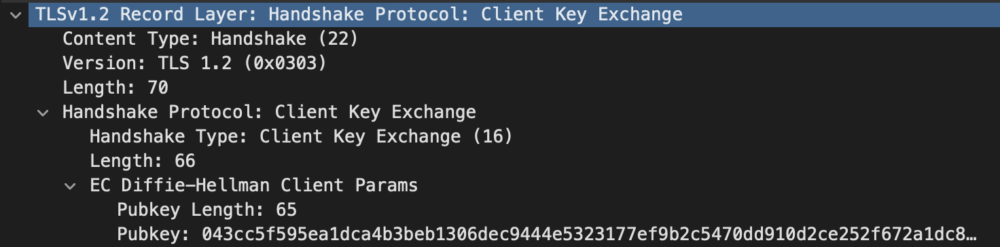 TLSv1.2 Record Layer: Handshake Protocol: Client Key Exchange
Content Type: Handshake (22)
Version: TLS 1.2 (0x0303)
Length: 70
Handshake Protocol: Client Key Exchange
Handshake Type: Client Key Exchange (16)
Length: 66
EC Diffie-Hellman Client Params
Pubkey Length: 65
Pubkey: 043cc5f595ea1dca4b3beb1306dec9444e5323177ef9b2c5470dd910d2ce252f672a1dc8…